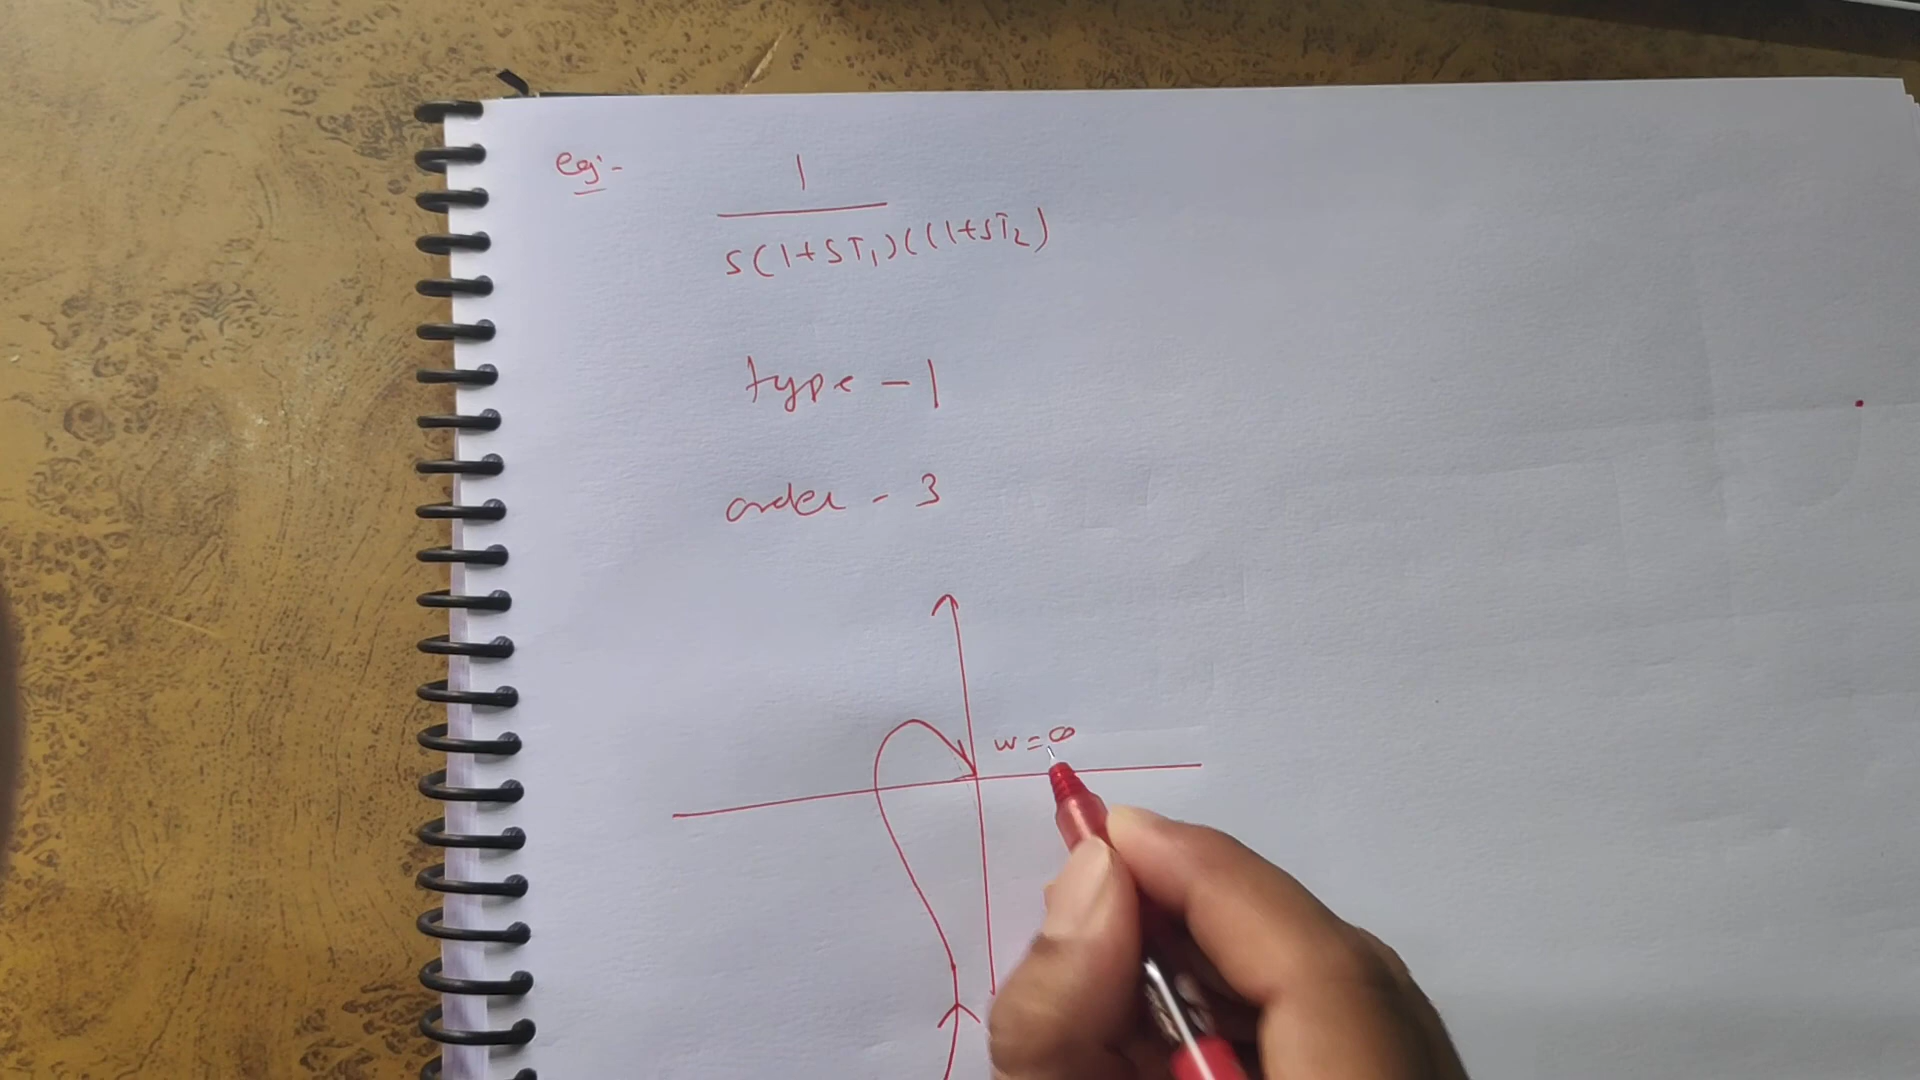 eg:-
1
s(1+sT₁)((1+sT₂)
type - 1
order - 3
w = ∞